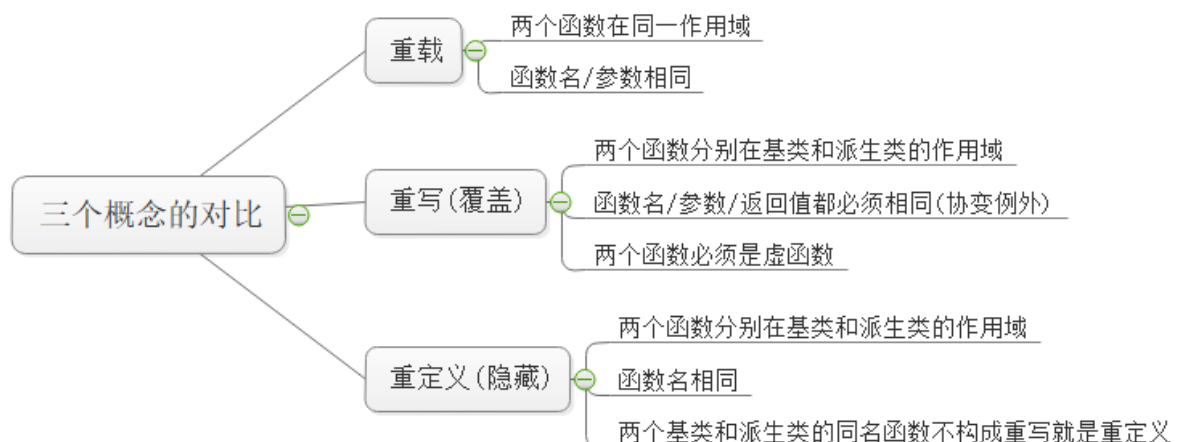 三个概念的对比
重载
两个函数在同一作用域
函数名/参数相同
重写(覆盖)
两个函数分别在基类和派生类的作用域
函数名/参数/返回值都必须相同(协变例外)
两个函数必须是虚函数
重定义(隐藏)
两个函数分别在基类和派生类的作用域
函数名相同
两个基类和派生类的同名函数不构成重写就是重定义